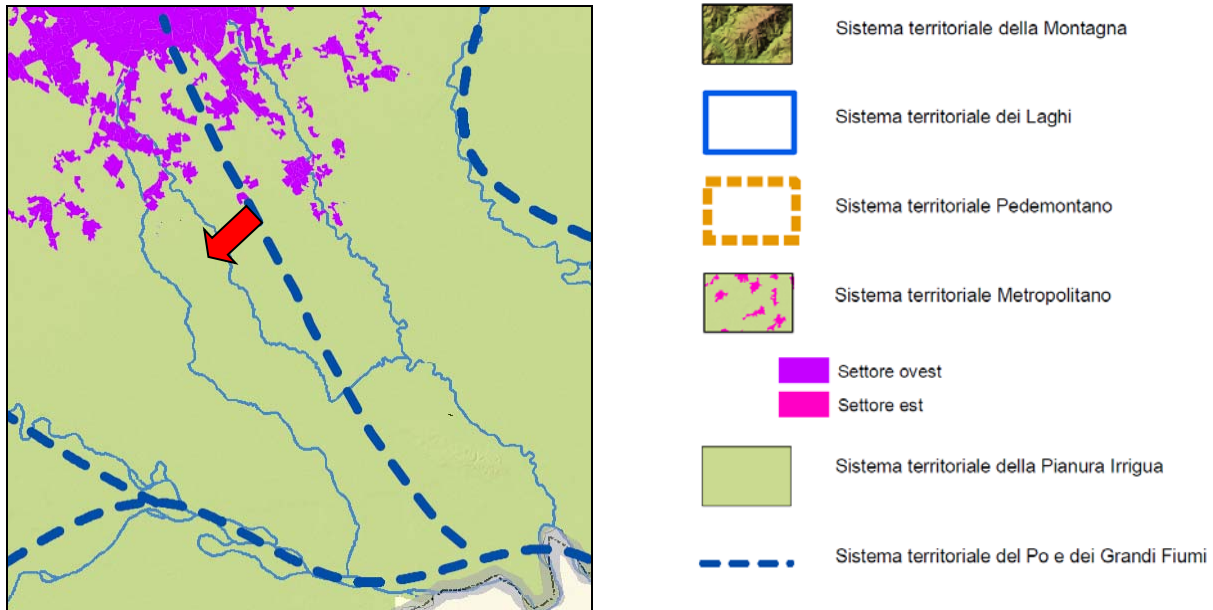 Sistema territoriale della Montagna
Sistema territoriale dei Laghi
Sistema territoriale Pedemontano
Sistema territoriale Metropolitano
Settore ovest
Settore est
Sistema territoriale della Pianura Irrigua
Sistema territoriale del Po e dei Grandi Fiumi